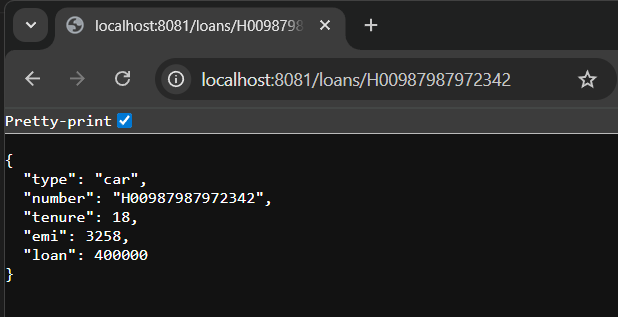 localhost:8081/loans/H0098798
localhost:8081/loans/H00987987972342
Pretty-print
{
"type": "car",
"number": "H00987987972342",
"tenure": 18,
"emi": 3258,
"loan": 400000
}